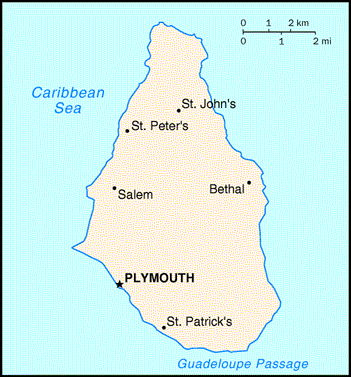 0 1 2 km
0 1 2 mi
Caribbean
Sea
St. John's
St. Peter's
Salem
Bethal
PLYMOUTH
St. Patrick's
Guadeloupe Passage